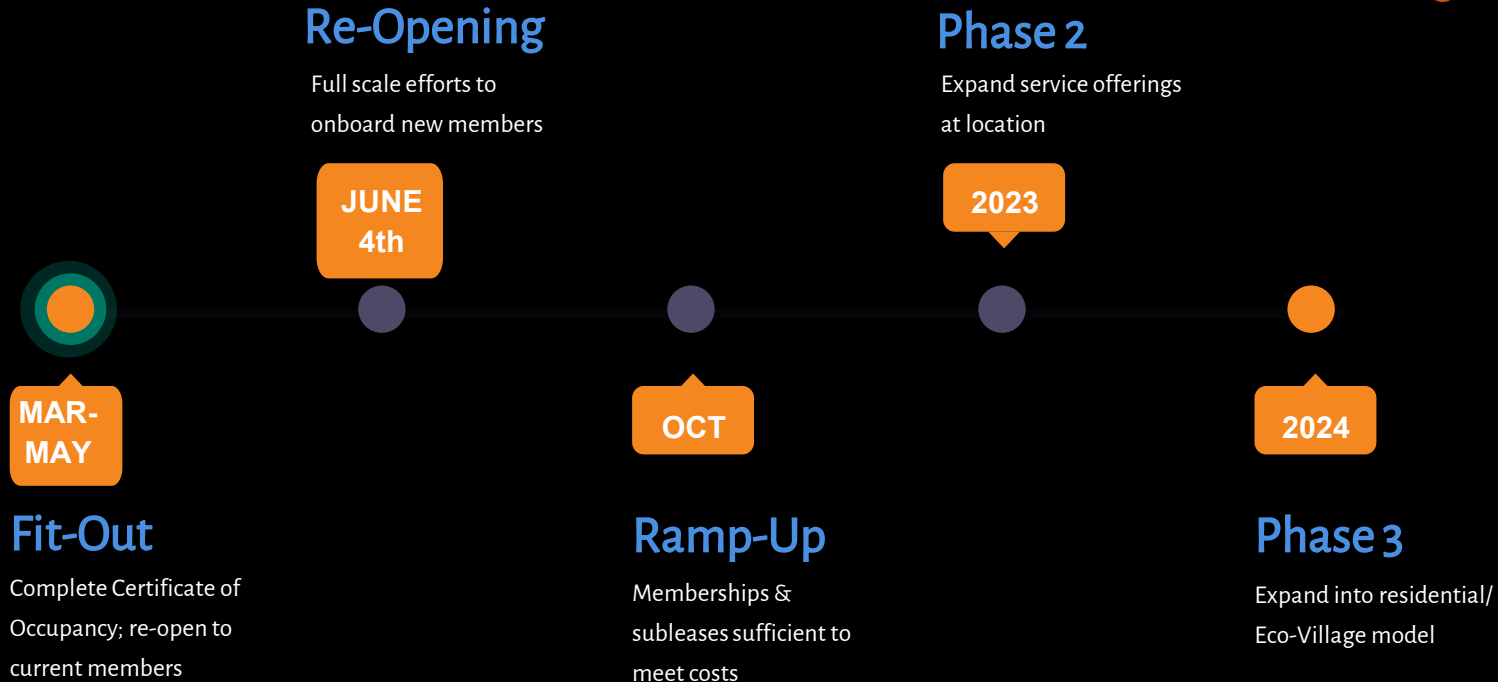 Re-Opening
Full scale efforts to
onboard new members
JUNE
4th
Phase 2
Expand service offerings
at location
2023
MAR-
MAY
Fit-Out
Complete Certificate of
Occupancy; re-open to
current members
OCT
Ramp-Up
Memberships &
subleases sufficient to
meet costs
2024
Phase 3
Expand into residential/
Eco-Village model